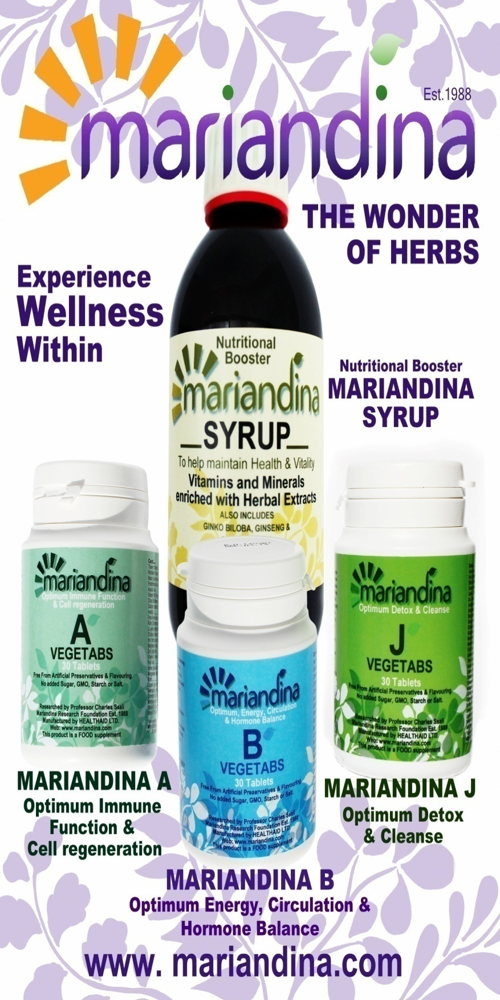 mariandina
Est.1988
THE WONDER
OF HERBS
Experience
Wellness
Within
Nutritional
Booster
mariandina
SYRUP
To help maintain Health & Vitality
Vitamins and Minerals
enriched with Herbal Extracts
ALSO INCLUDES
GINKO BILOBA, GINSENG &
Nutritional Booster
MARIANDINA
SYRUP
mariandina
Optimum Immune Function
& Cell regeneration
A
VEGETABS
30 Tablets
Free From Artificial Preservatives & Flavouring.
No added Sugar, GMO, Starch or Salt.
Researched by Professor Charles Ssali
Mariandina Research Foundation Est. 1988
Manufactured by HEALTHAID LTD.
Web: www.mariandina.com
This product is a FOOD supplement
mariandina
Optimum, Energy, Circulation
& Hormone Balance
B
VEGETABS
30 Tablets
Free From Artificial Preservatives & Flavouring.
No added Sugar, GMO, Starch or Salt.
Researched by Professor Charles Ssali
Mariandina Research Foundation Est. 1988
Manufactured by HEALTHAID LTD.
Web: www.mariandina.com
This product is a FOOD supplement
mariandina
Optimum Detox & Cleanse
J
VEGETABS
30 Tablets
Free From Artificial Preservatives & Flavouring.
No added Sugar, GMO, Starch or Salt.
Researched by Professor Charles Ssali
Mariandina Research Foundation Est. 1988
Manufactured by HEALTHAID LTD.
Web: www.mariandina.com
This product is a FOOD supplement
MARIANDINA A
Optimum Immune
Function &
Cell regeneration
MARIANDINA J
Optimum Detox
& Cleanse
MARIANDINA B
Optimum Energy, Circulation &
Hormone Balance
www. mariandina.com